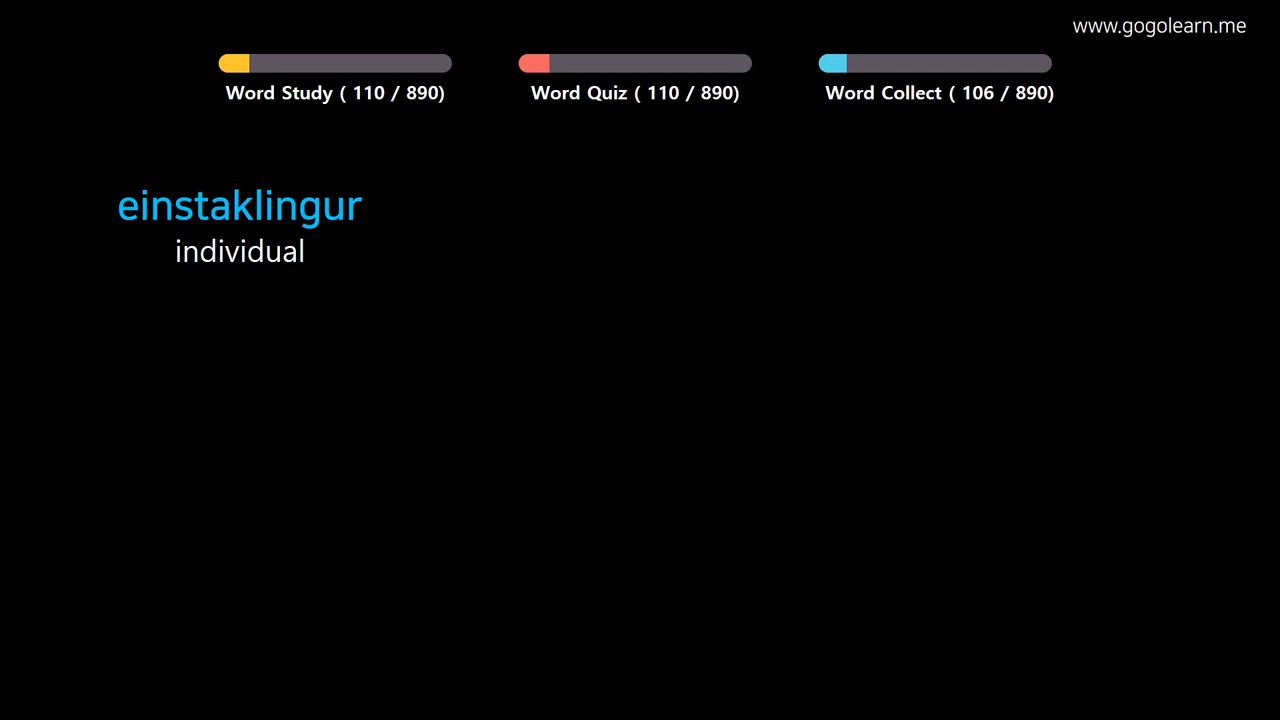 www.gogolearn.me
Word Study ( 110 / 890)
Word Quiz ( 110 / 890)
Word Collect ( 106 / 890)
einstaklingur
individual